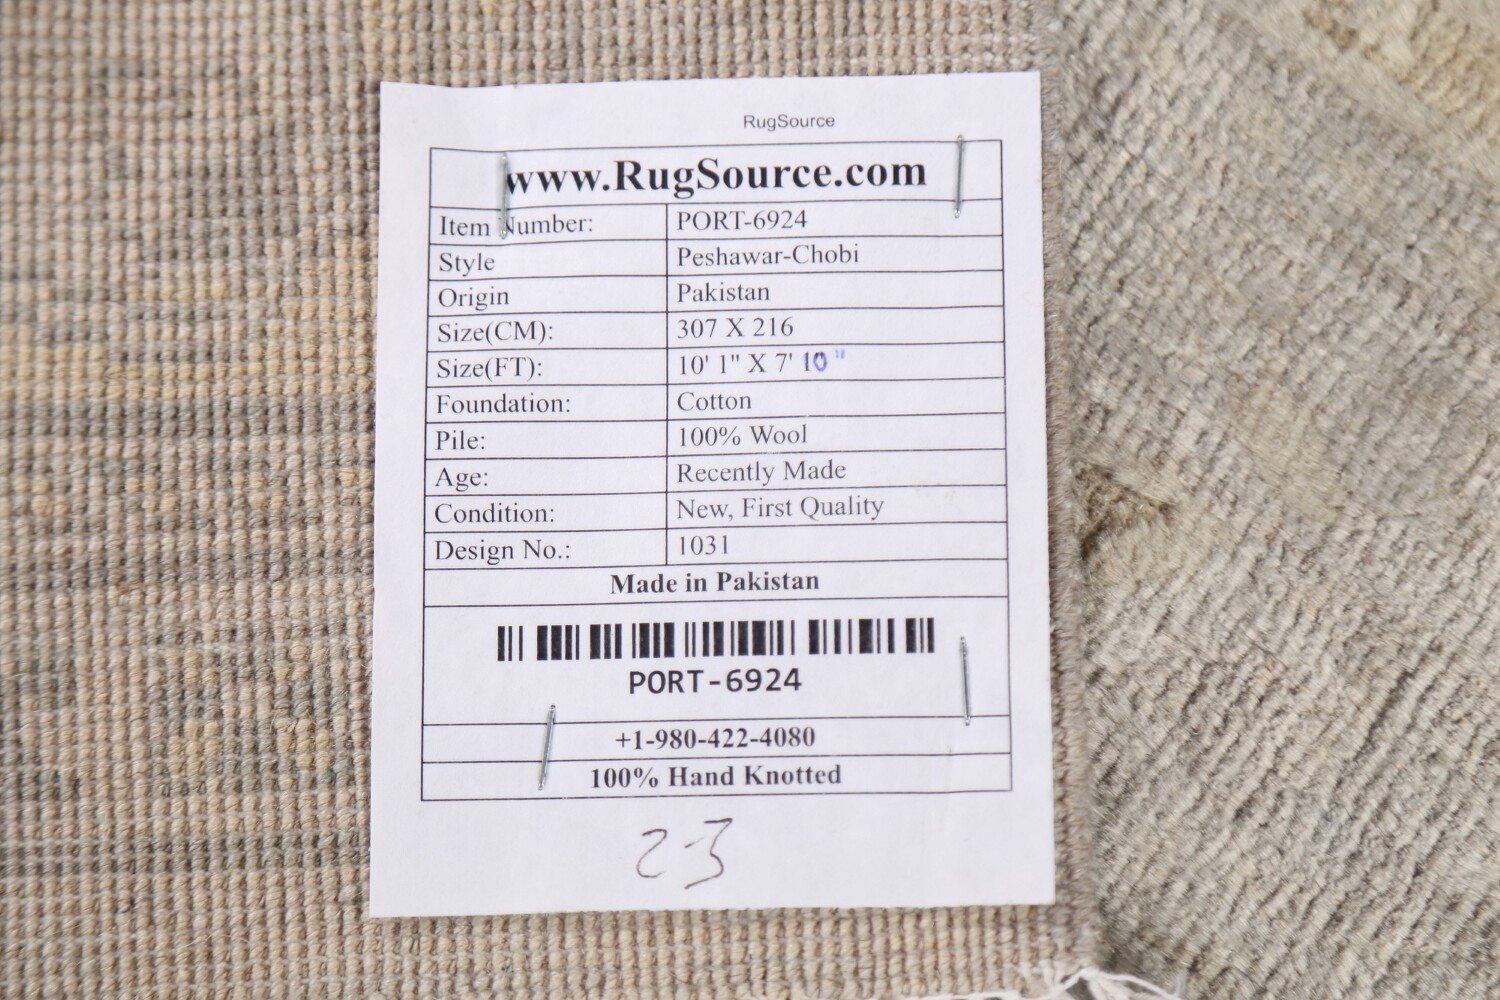 RugSource
www.RugSource.com
Item Number: PORT-6924
Style Peshawar-Chobi
Origin Pakistan
Size(CM): 307 X 216
Size(FT): 10' 1" X 7' 10"
Foundation: Cotton
Pile: 100% Wool
Age: Recently Made
Condition: New, First Quality
Design No.: 1031
Made in Pakistan
PORT-6924
+1-980-422-4080
100% Hand Knotted
2-3